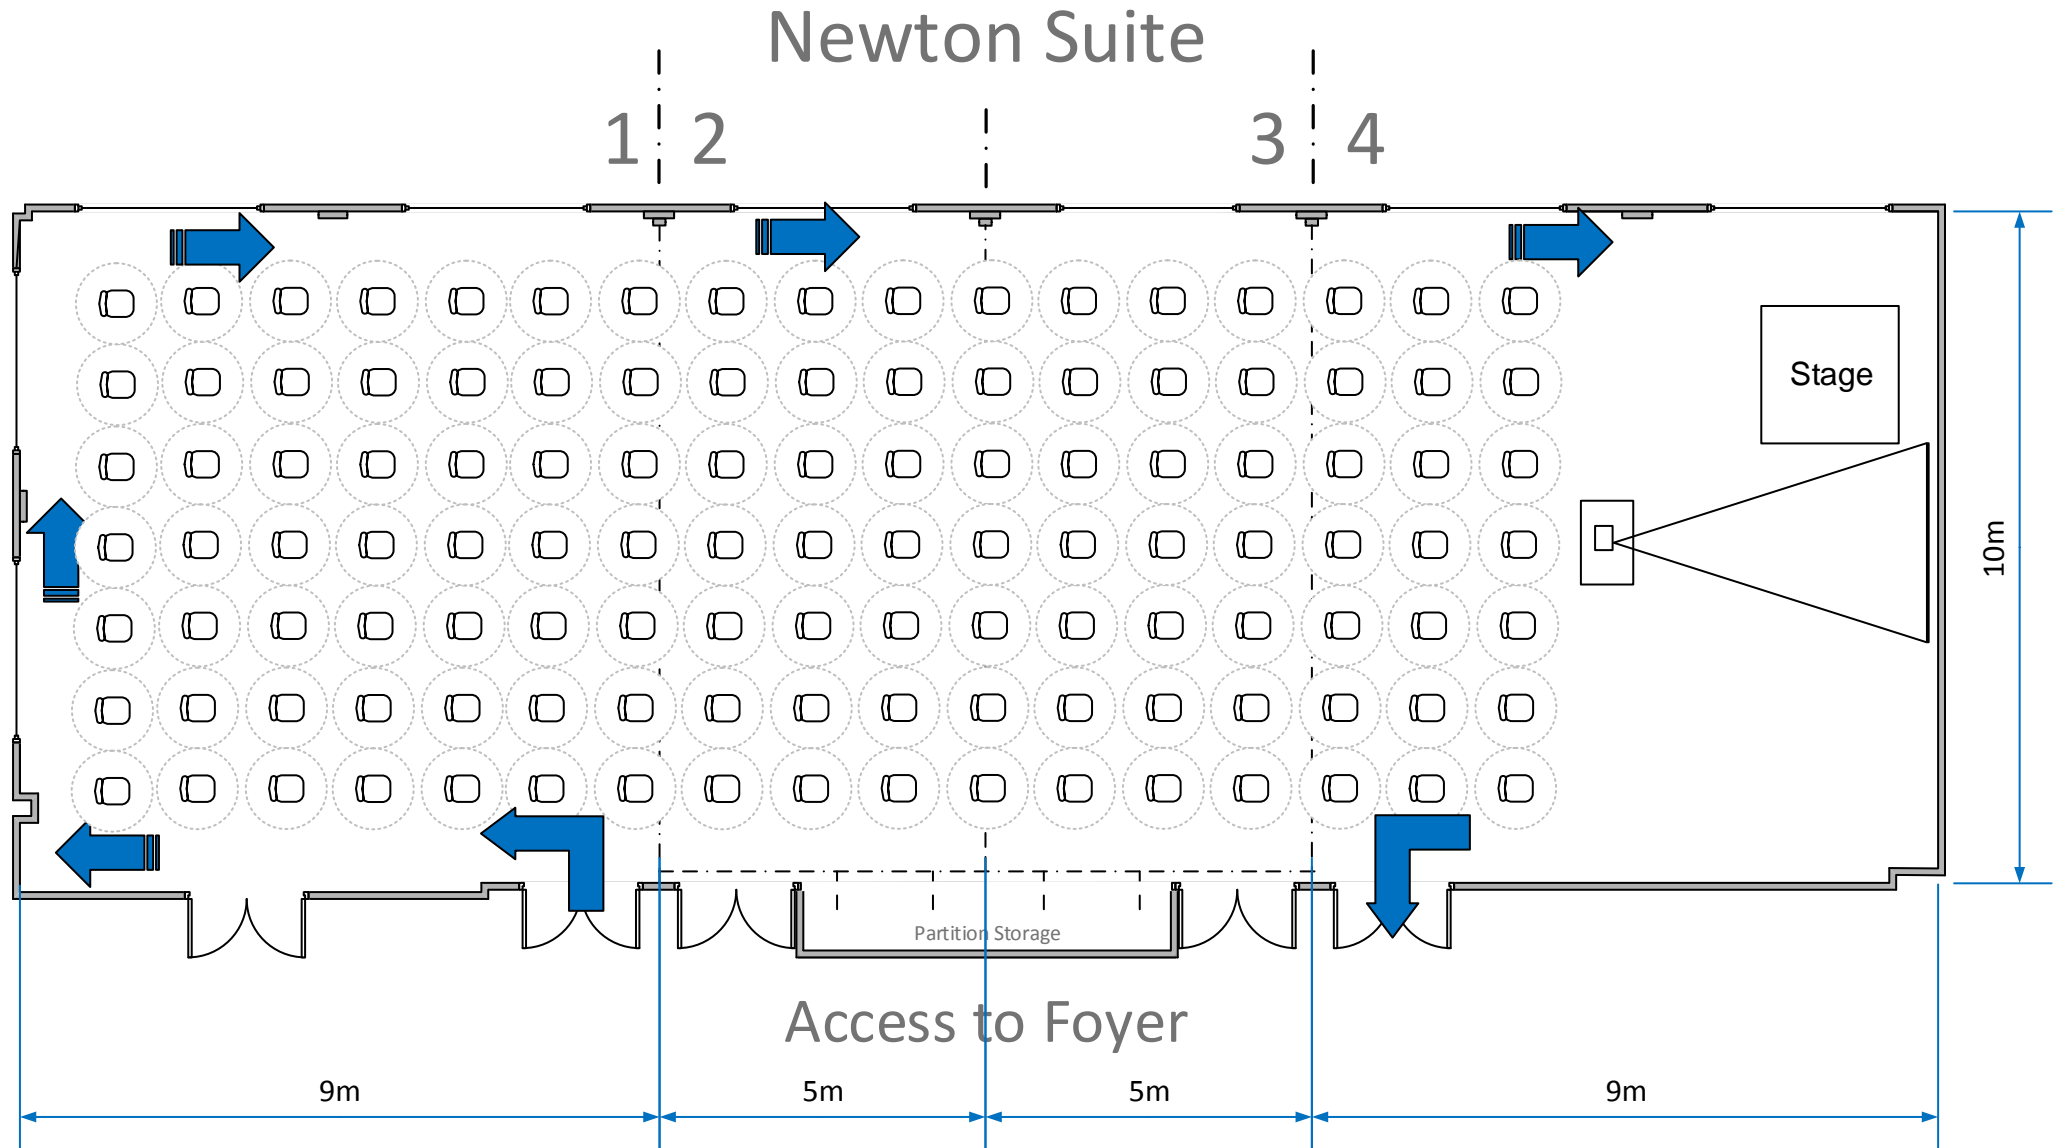 Newton Suite
1 2 3 4
Stage
10m
Partition Storage
Access to Foyer
9m 5m 5m 9m